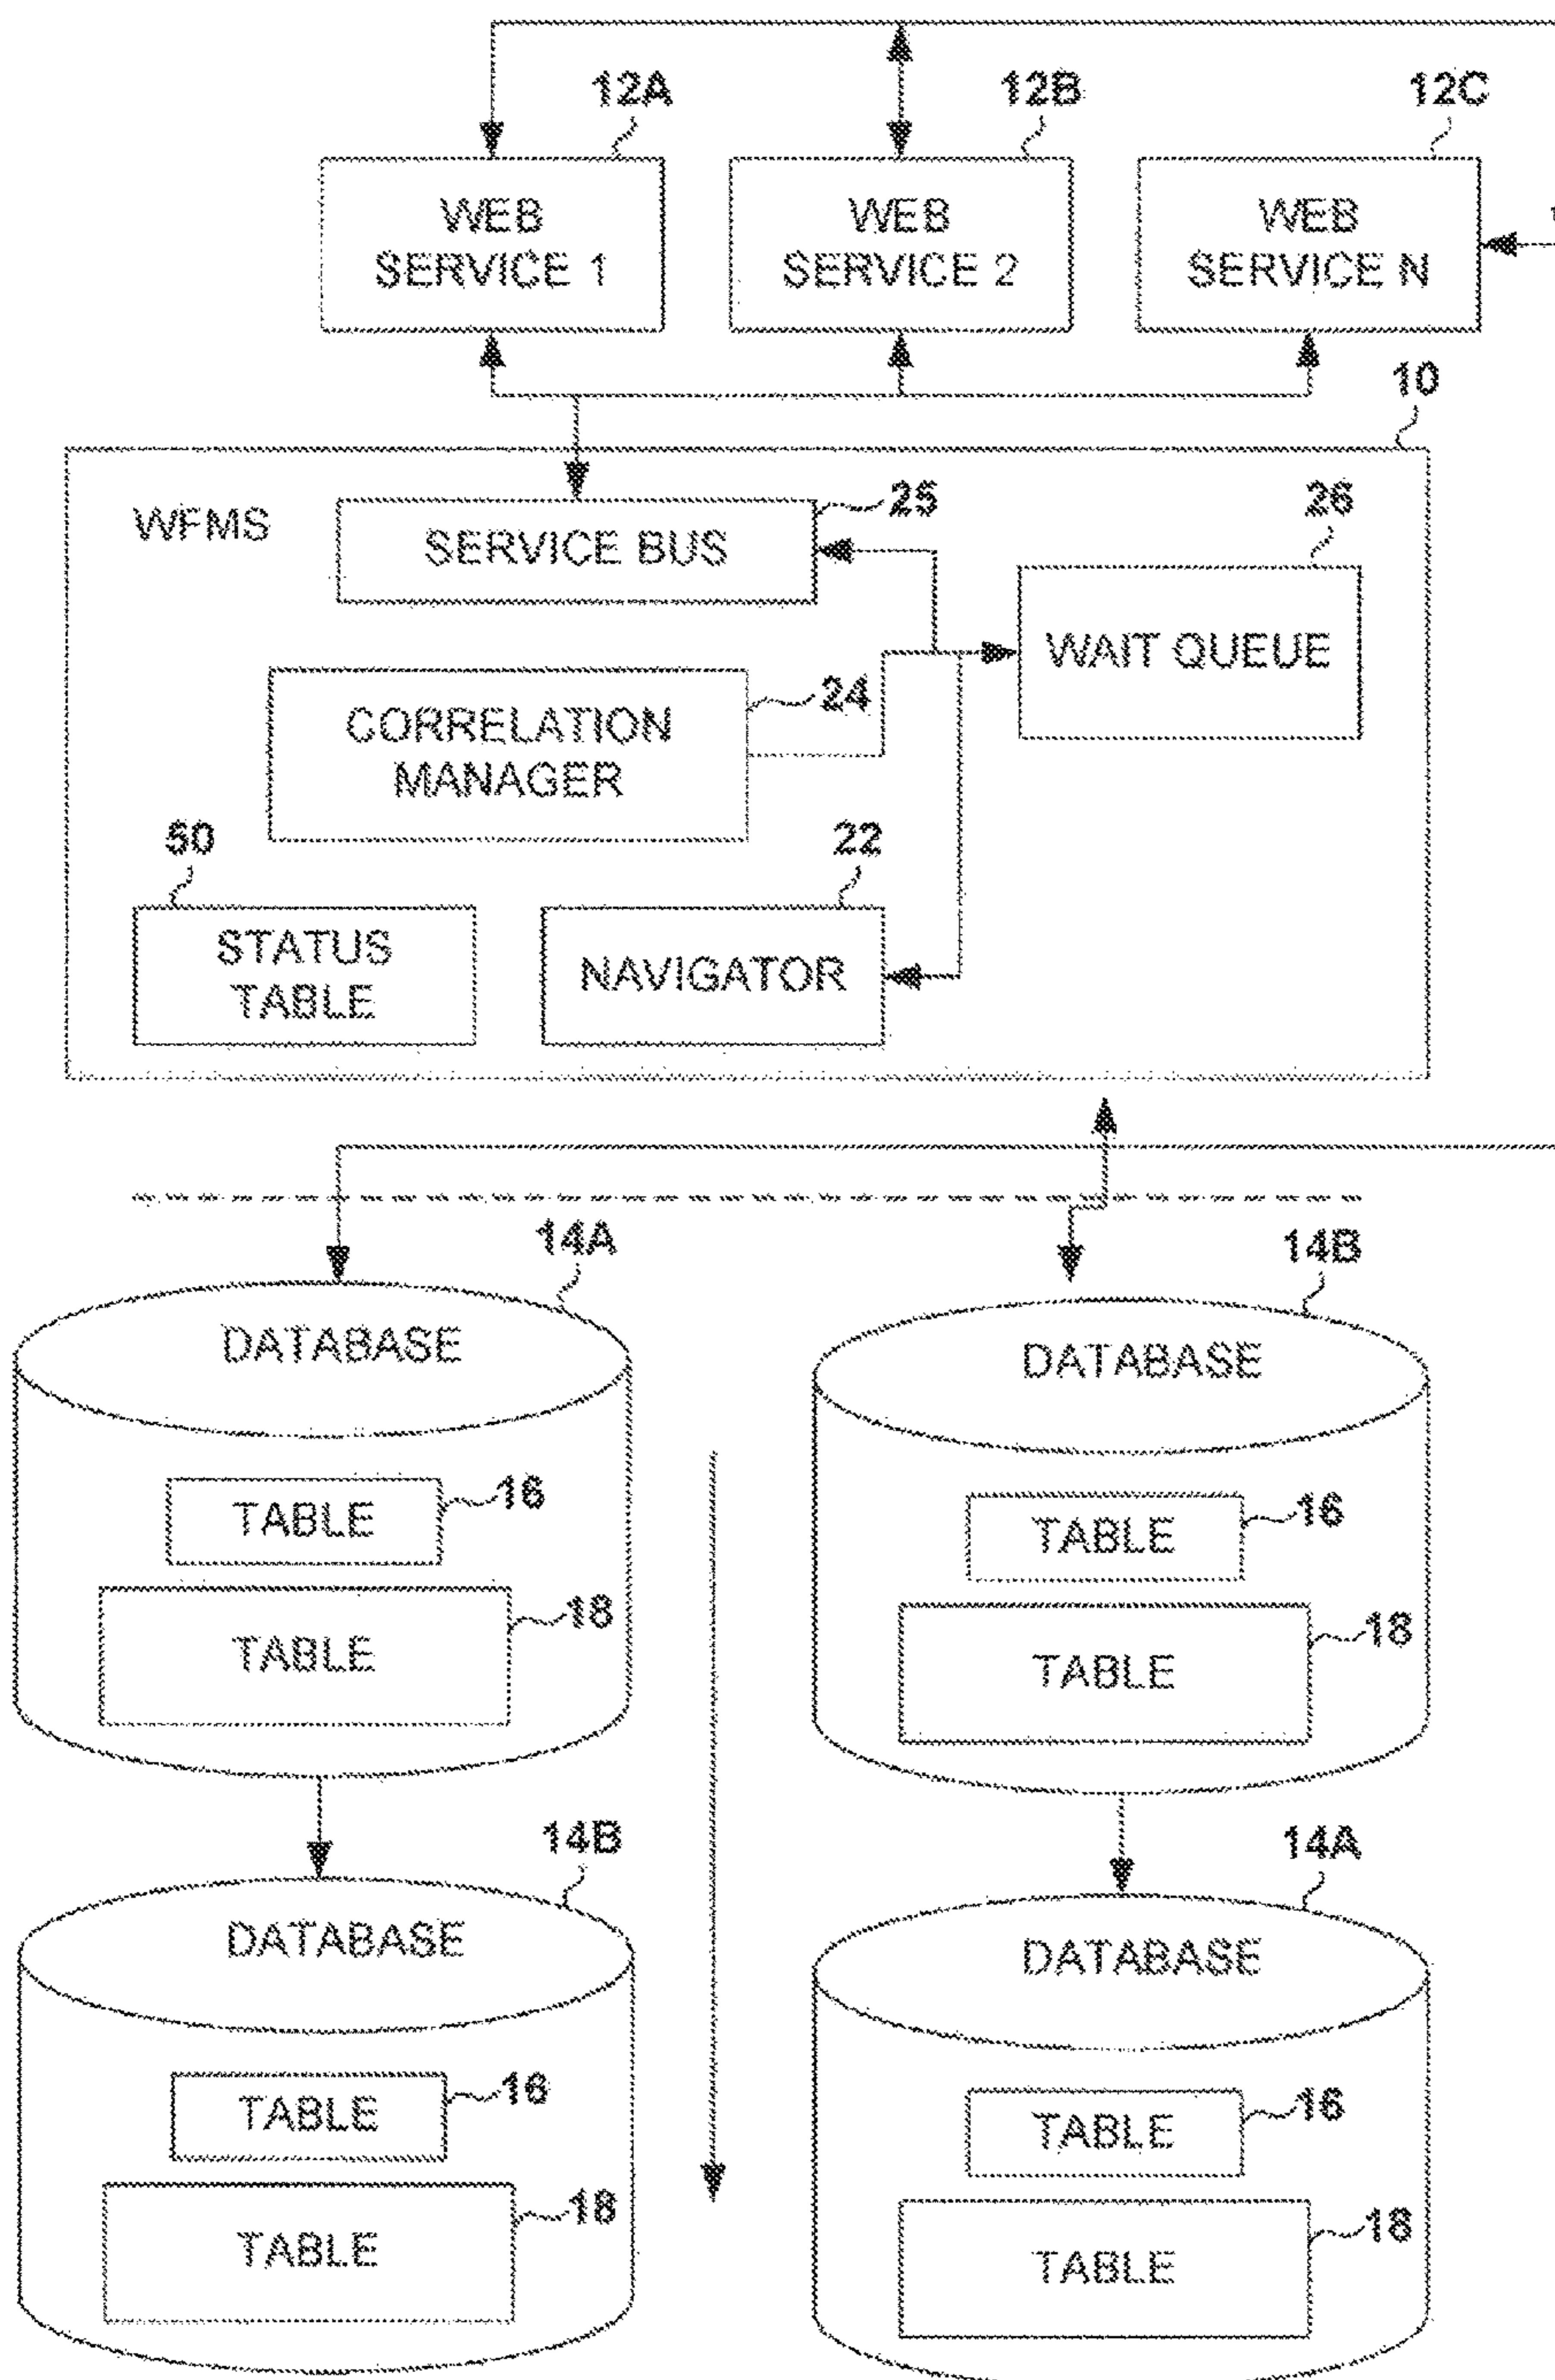 12A
12B
12C
WEB
SERVICE 1
WEB
SERVICE 2
WEB
SERVICE N
10
WFMS
SERVICE BUS
25
26
WAIT QUEUE
CORRELATION
MANAGER
24
50
22
STATUS
TABLE
NAVIGATOR
14A
14B
DATABASE
DATABASE
TABLE
16
TABLE
16
TABLE
18
TABLE
18
14B
14A
DATABASE
DATABASE
TABLE
16
TABLE
16
TABLE
18
TABLE
18